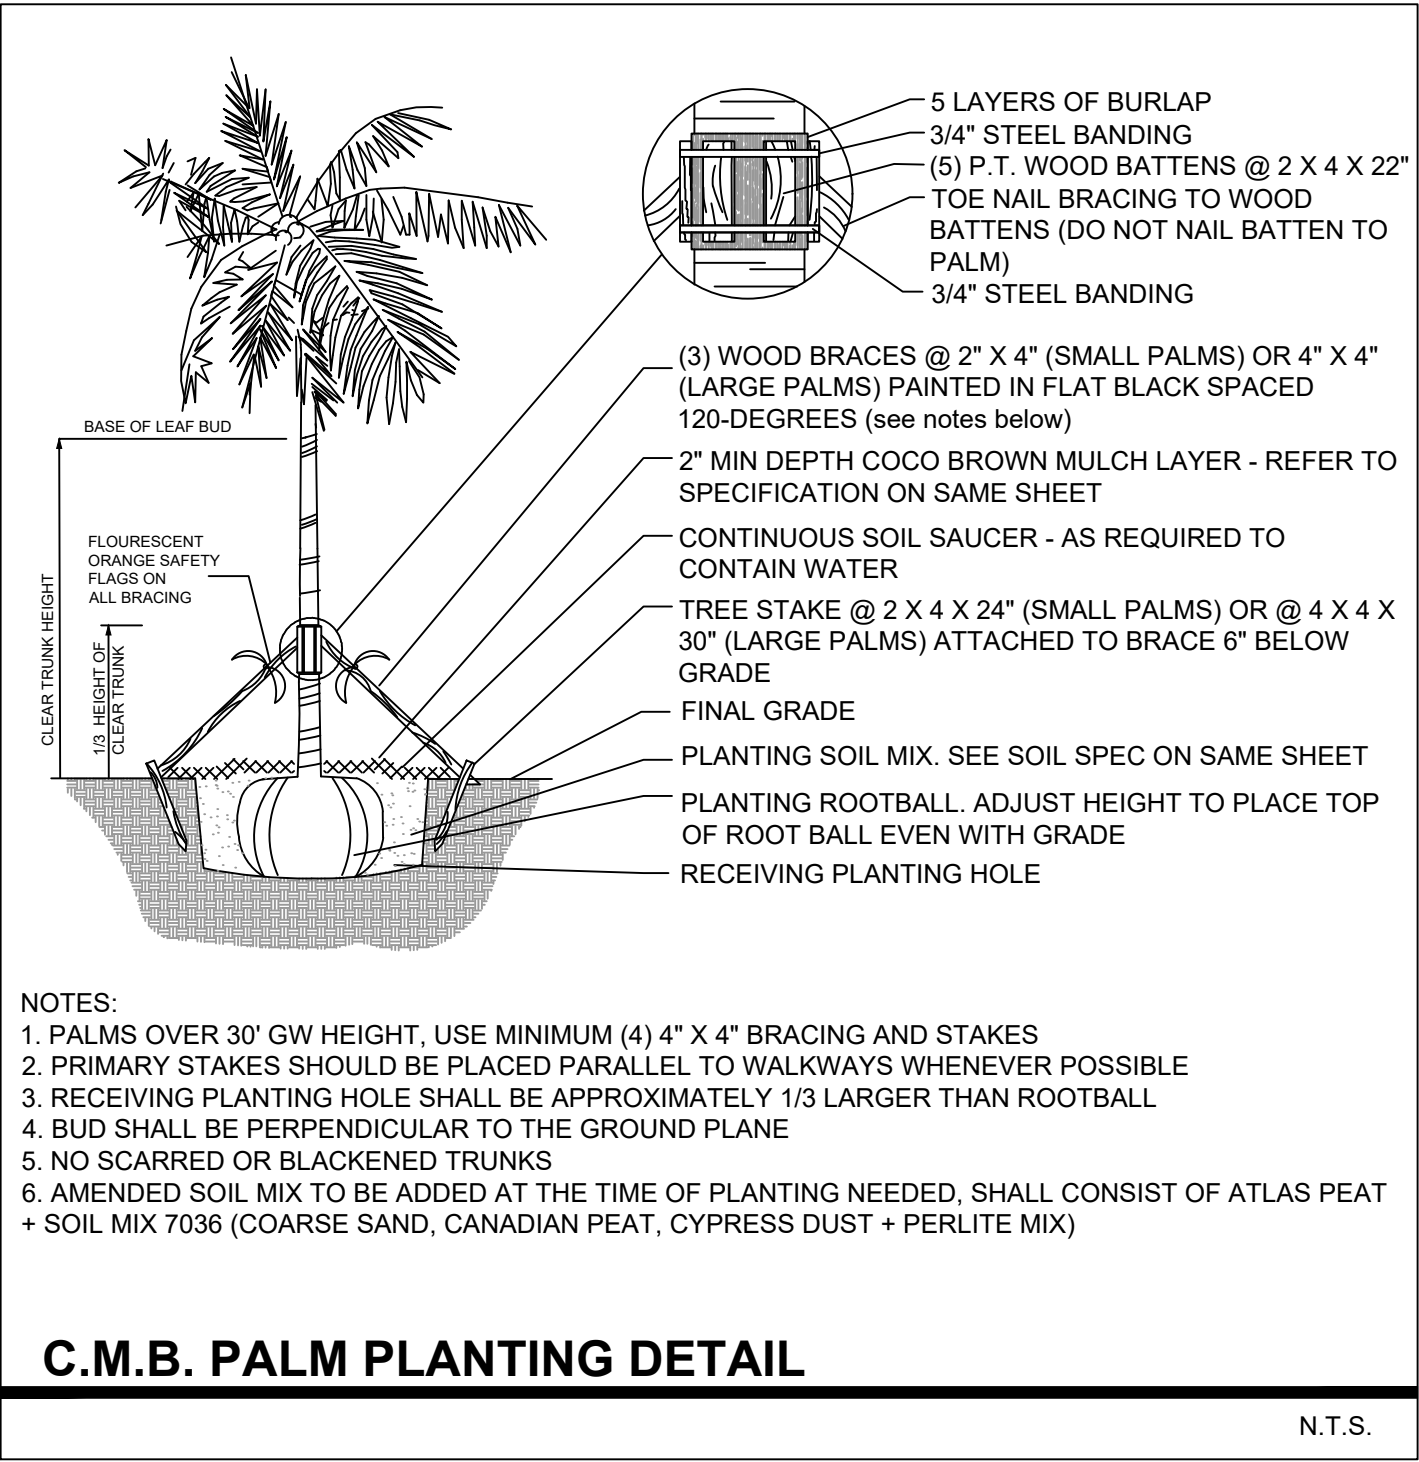 5 LAYERS OF BURLAP
3/4" STEEL BANDING
(5) P.T. WOOD BATTENS @ 2 X 4 X 22"
TOE NAIL BRACING TO WOOD
BATTENS (DO NOT NAIL BATTEN TO
PALM)
3/4" STEEL BANDING
(3) WOOD BRACES @ 2" X 4" (SMALL PALMS) OR 4" X 4"
(LARGE PALMS) PAINTED IN FLAT BLACK SPACED
120-DEGREES (see notes below)
BASE OF LEAF BUD
2" MIN DEPTH COCO BROWN MULCH LAYER - REFER TO
SPECIFICATION ON SAME SHEET
FLOURESCENT
ORANGE SAFETY
FLAGS ON
ALL BRACING
CONTINUOUS SOIL SAUCER - AS REQUIRED TO
CONTAIN WATER
CLEAR TRUNK HEIGHT
1/3 HEIGHT OF
CLEAR TRUNK
TREE STAKE @ 2 X 4 X 24" (SMALL PALMS) OR @ 4 X 4 X
30" (LARGE PALMS) ATTACHED TO BRACE 6" BELOW
GRADE
FINAL GRADE
PLANTING SOIL MIX. SEE SOIL SPEC ON SAME SHEET
PLANTING ROOTBALL. ADJUST HEIGHT TO PLACE TOP
OF ROOT BALL EVEN WITH GRADE
RECEIVING PLANTING HOLE
NOTES:
1. PALMS OVER 30' GW HEIGHT, USE MINIMUM (4) 4" X 4" BRACING AND STAKES
2. PRIMARY STAKES SHOULD BE PLACED PARALLEL TO WALKWAYS WHENEVER POSSIBLE
3. RECEIVING PLANTING HOLE SHALL BE APPROXIMATELY 1/3 LARGER THAN ROOTBALL
4. BUD SHALL BE PERPENDICULAR TO THE GROUND PLANE
5. NO SCARRED OR BLACKENED TRUNKS
6. AMENDED SOIL MIX TO BE ADDED AT THE TIME OF PLANTING NEEDED, SHALL CONSIST OF ATLAS PEAT
+ SOIL MIX 7036 (COARSE SAND, CANADIAN PEAT, CYPRESS DUST + PERLITE MIX)
C.M.B. PALM PLANTING DETAIL
N.T.S.